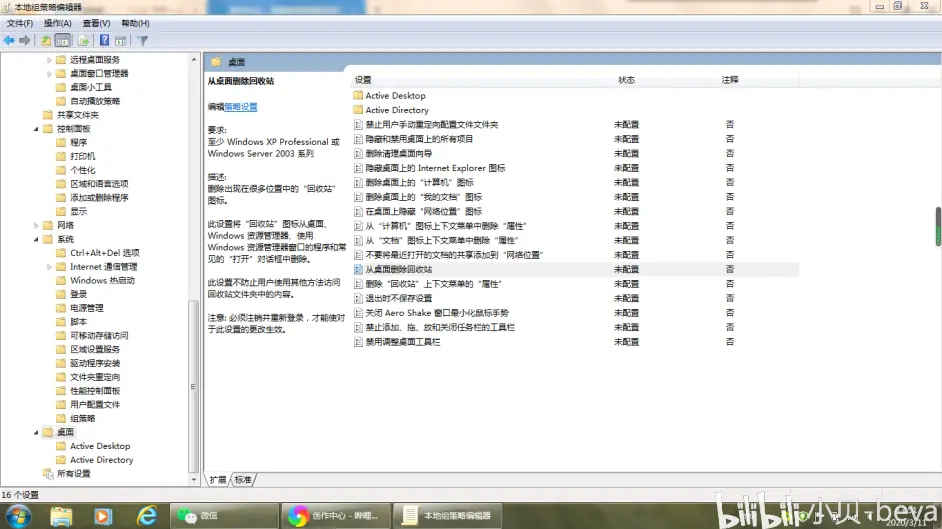 本地组策略编辑器
文件(F) 操作(A) 查看(V) 帮助(H)
远程桌面服务
桌面窗口管理器
桌面小工具
自动播放策略
共享文件夹
控制面板
程序
打印机
个性化
区域和语言选项
添加或删除程序
显示
网络
系统
Ctrl+Alt+Del 选项
Internet 通信管理
Windows 热启动
登录
电源管理
脚本
可移动存储访问
区域设置服务
驱动程序安装
文件夹重定向
性能控制面板
用户配置文件
组策略
桌面
Active Desktop
Active Directory
所有设置
桌面
从桌面删除回收站
编辑策略设置
要求:
至少 Windows XP Professional 或
Windows Server 2003 系列
描述:
删除出现在很多位置中的“回收站”
图标。
此设置将“回收站”图标从桌面、
Windows 资源管理器、使用
Windows 资源管理器窗口的程序和常
见的“打开”对话框中删除。
此设置不防止用户使用其他方法访问
回收站文件夹中的内容。
注意: 必须注销并重新登录，才能使对
于此设置的更改生效。
设置 状态 注释
Active Desktop
Active Directory
禁止用户手动重定向配置文件文件夹 未配置 否
隐藏和禁用桌面上的所有项目 未配置 否
删除清理桌面向导 未配置 否
隐藏桌面上的 Internet Explorer 图标 未配置 否
删除桌面上的“计算机”图标 未配置 否
删除桌面上的“我的文档”图标 未配置 否
在桌面上隐藏“网络位置”图标 未配置 否
从“计算机”图标上下文菜单中删除“属性” 未配置 否
从“文档”图标上下文菜单中删除“属性” 未配置 否
不要将最近打开的文档的共享添加到“网络位置” 未配置 否
从桌面删除回收站 未配置 否
删除“回收站”上下文菜单的“属性” 未配置 否
退出时不保存设置 未配置 否
关闭 Aero Shake 窗口最小化鼠标手势 未配置 否
禁止添加、拖、放和关闭任务栏的工具栏 未配置 否
禁用调整桌面工具栏 未配置 否
扩展 标准
16 个设置
微信
创作中心 - 哔哩...
本地组策略编辑器
bilibili
beva
2020/3/11